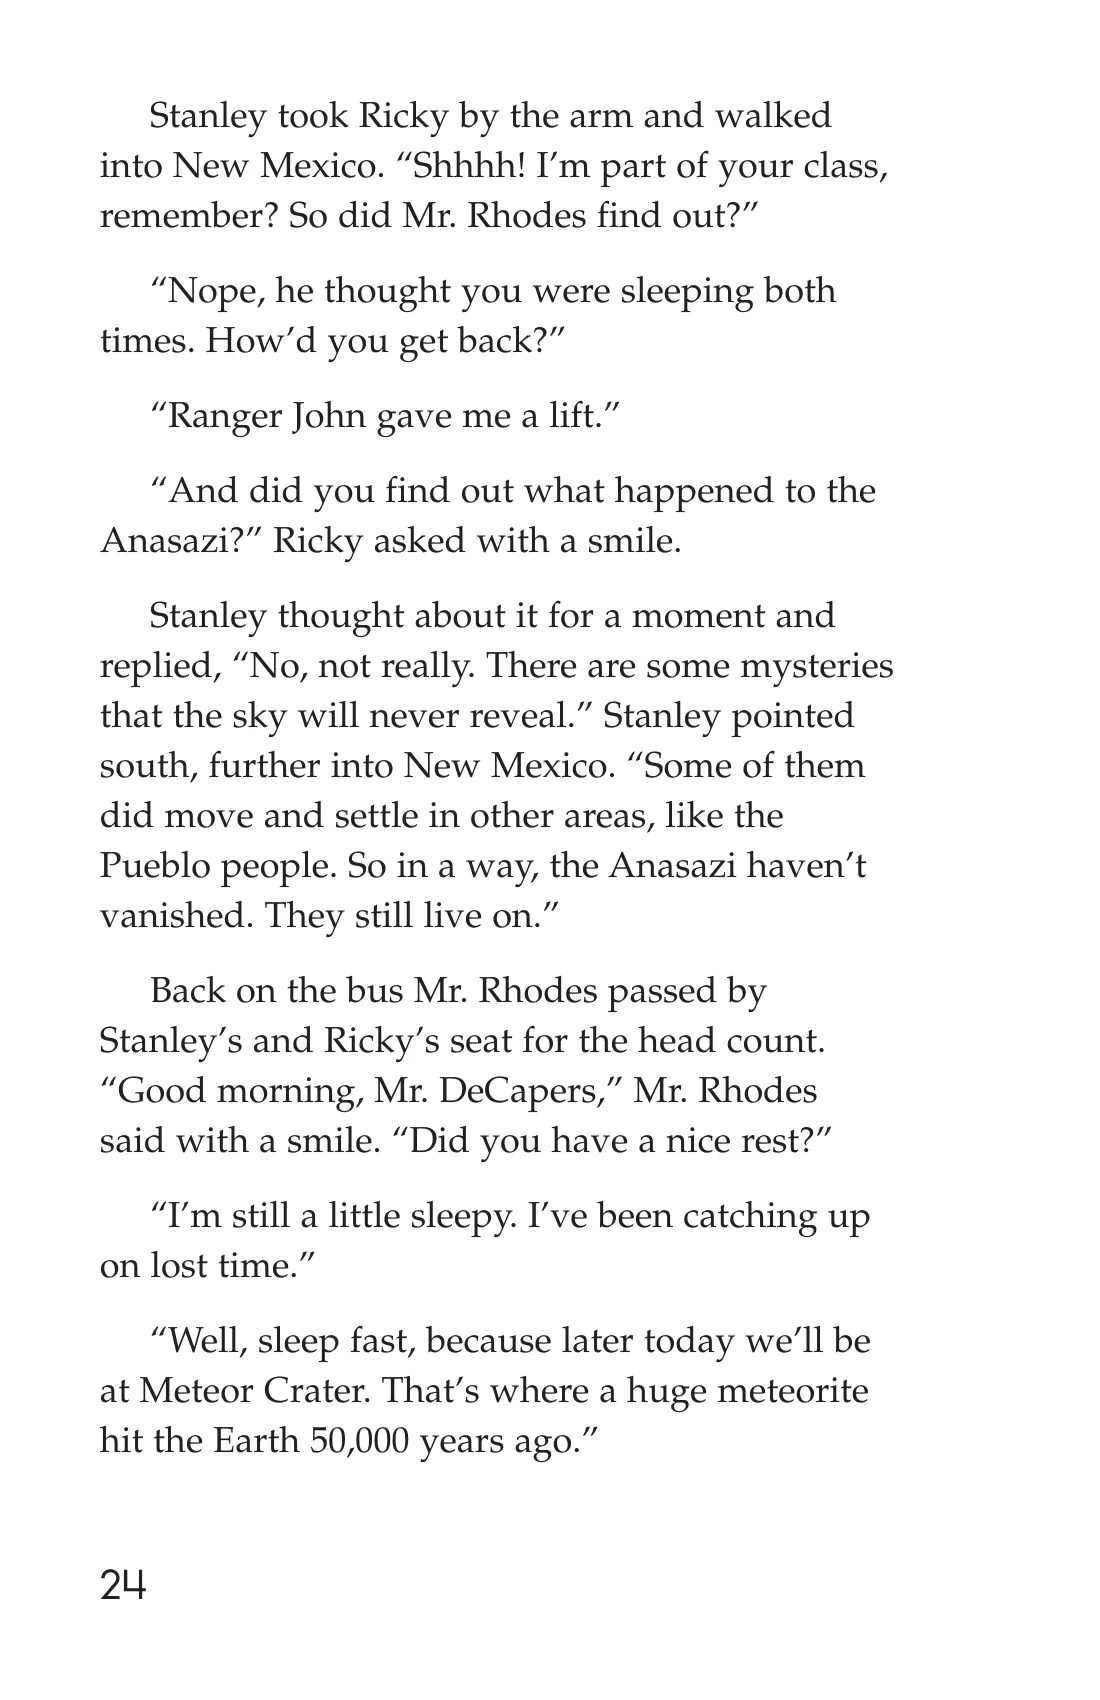 Stanley took Ricky by the arm and walked
into New Mexico. “Shhhh! I’m part of your class,
remember? So did Mr. Rhodes find out?”
“Nope, he thought you were sleeping both
times. How’d you get back?”
“Ranger John gave me a lift.”
“And did you find out what happened to the
Anasazi?” Ricky asked with a smile.
Stanley thought about it for a moment and
replied, “No, not really. There are some mysteries
that the sky will never reveal.” Stanley pointed
south, further into New Mexico. “Some of them
did move and settle in other areas, like the
Pueblo people. So in a way, the Anasazi haven’t
vanished. They still live on.”
Back on the bus Mr. Rhodes passed by
Stanley’s and Ricky’s seat for the head count.
“Good morning, Mr. DeCapers,” Mr. Rhodes
said with a smile. “Did you have a nice rest?”
“I’m still a little sleepy. I’ve been catching up
on lost time.”
“Well, sleep fast, because later today we’ll be
at Meteor Crater. That’s where a huge meteorite
hit the Earth 50,000 years ago.”
24